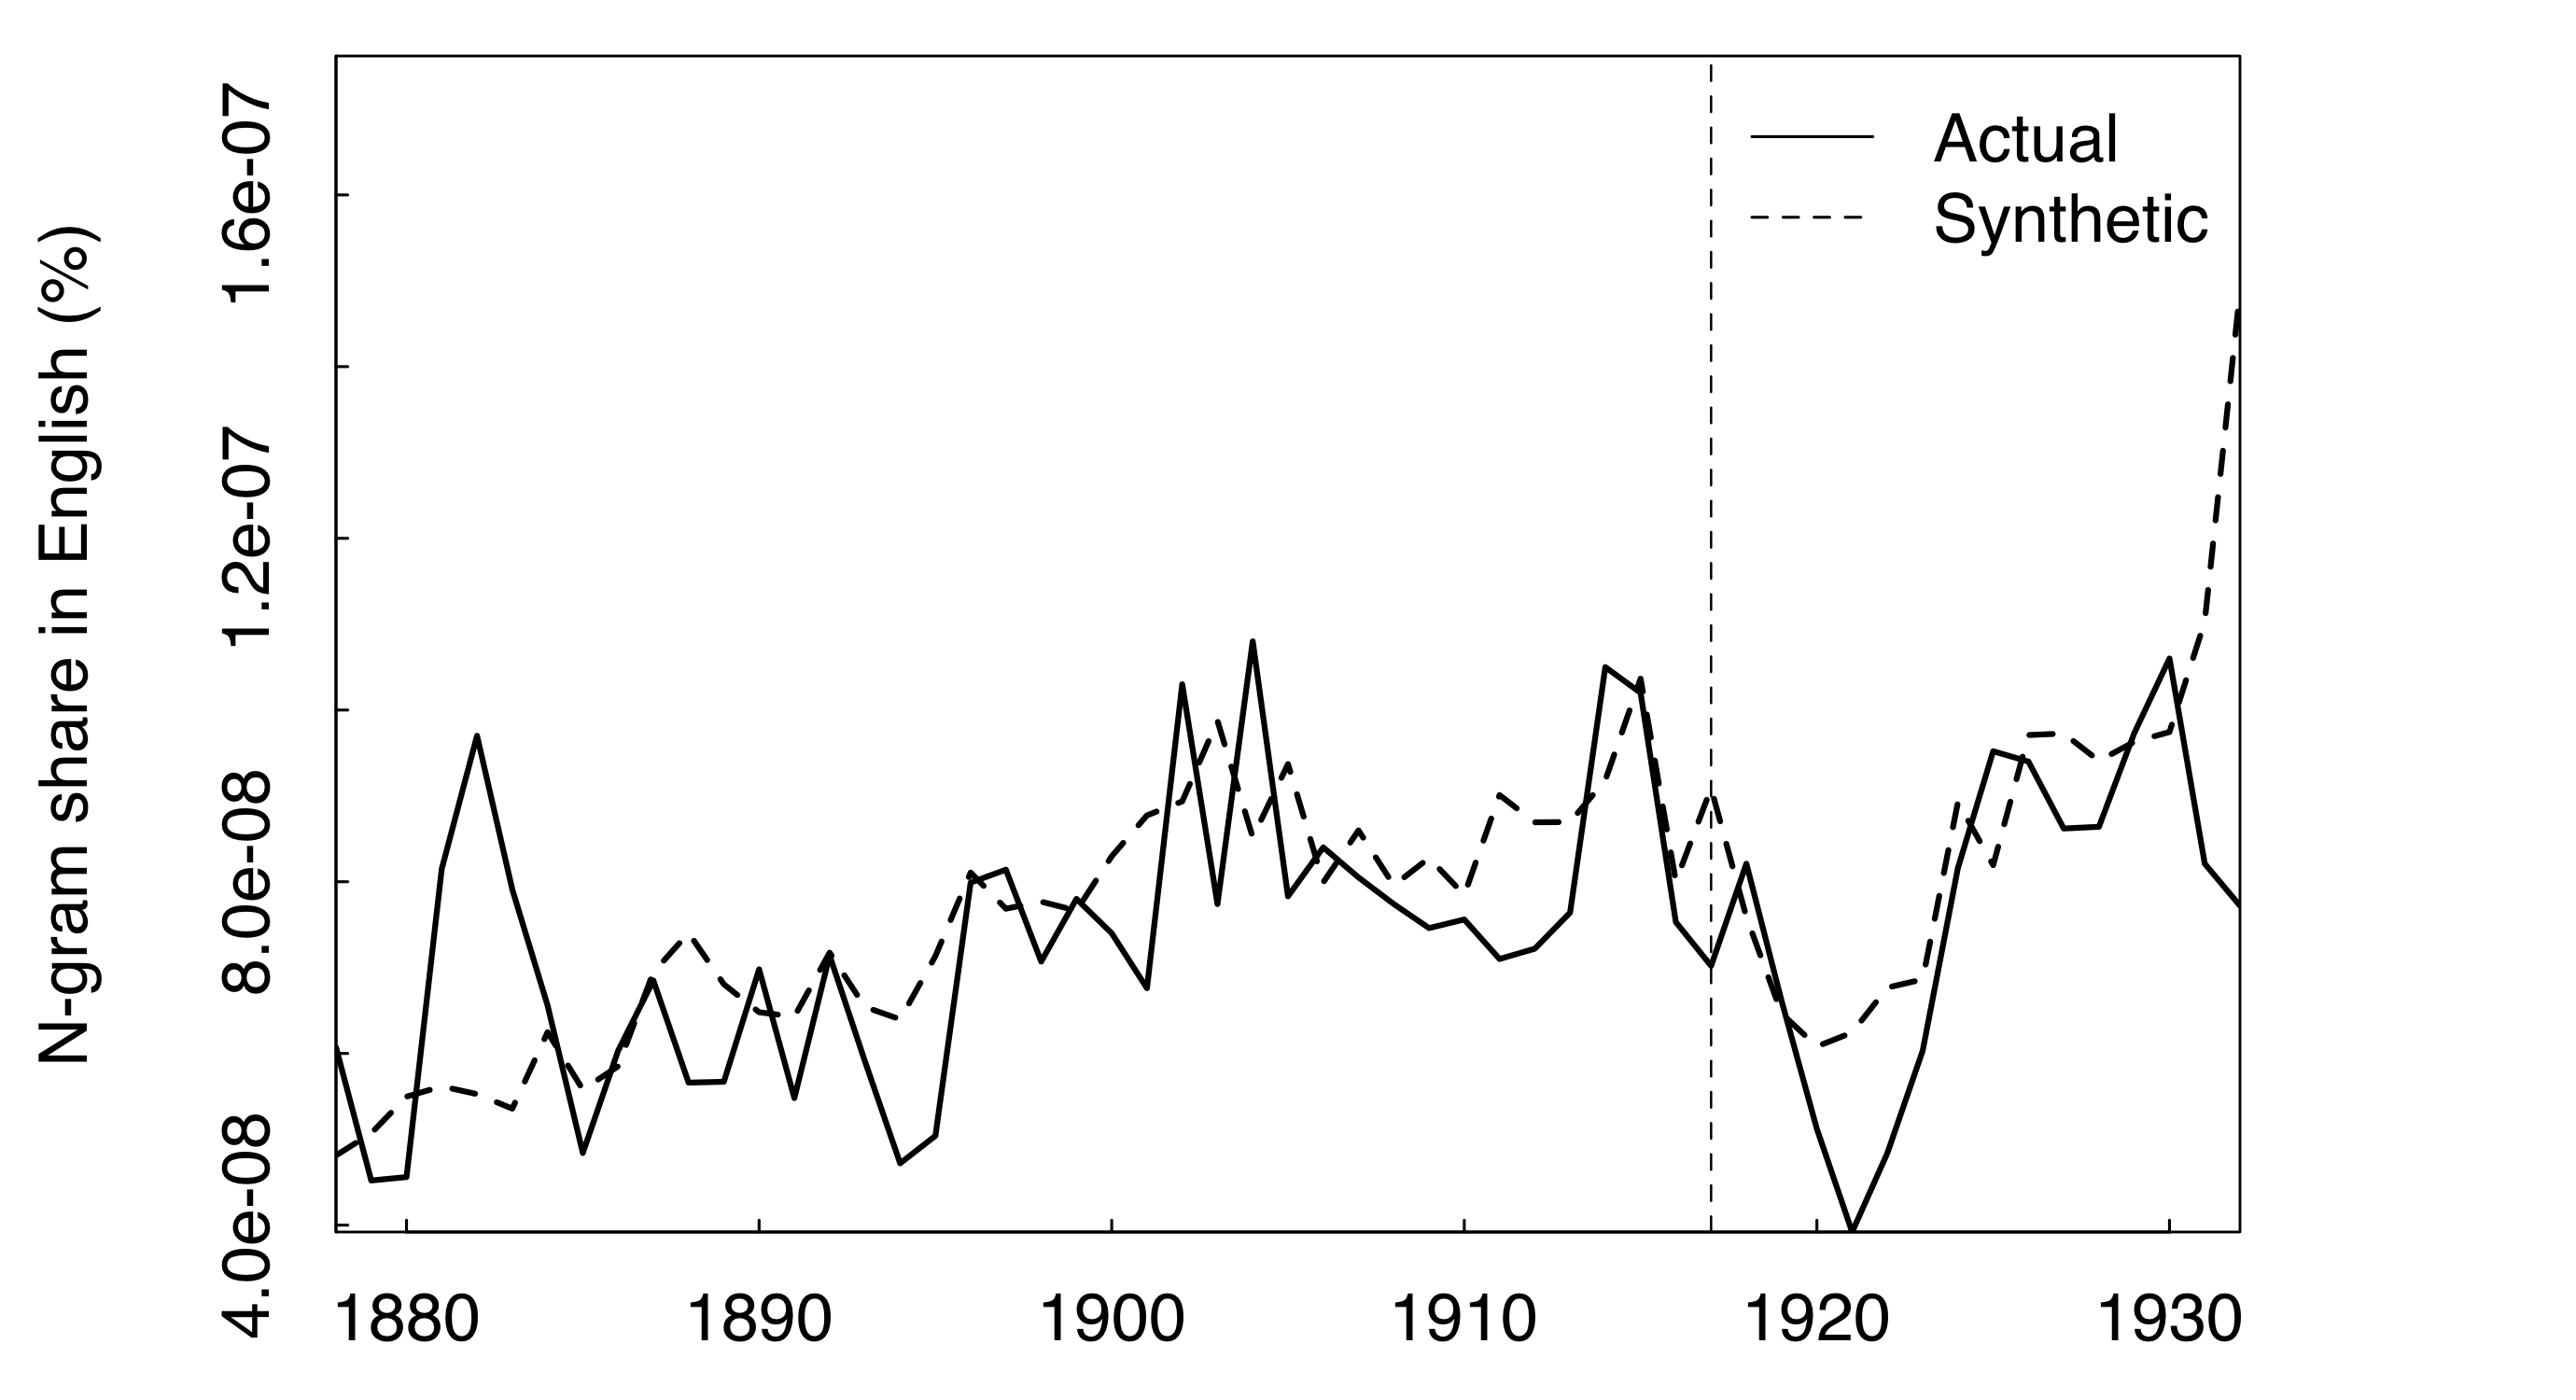 N-gram share in English (%)
1.6e-07
1.2e-07
8.0e-08
4.0e-08
Actual
Synthetic
1880 1890 1900 1910 1920 1930